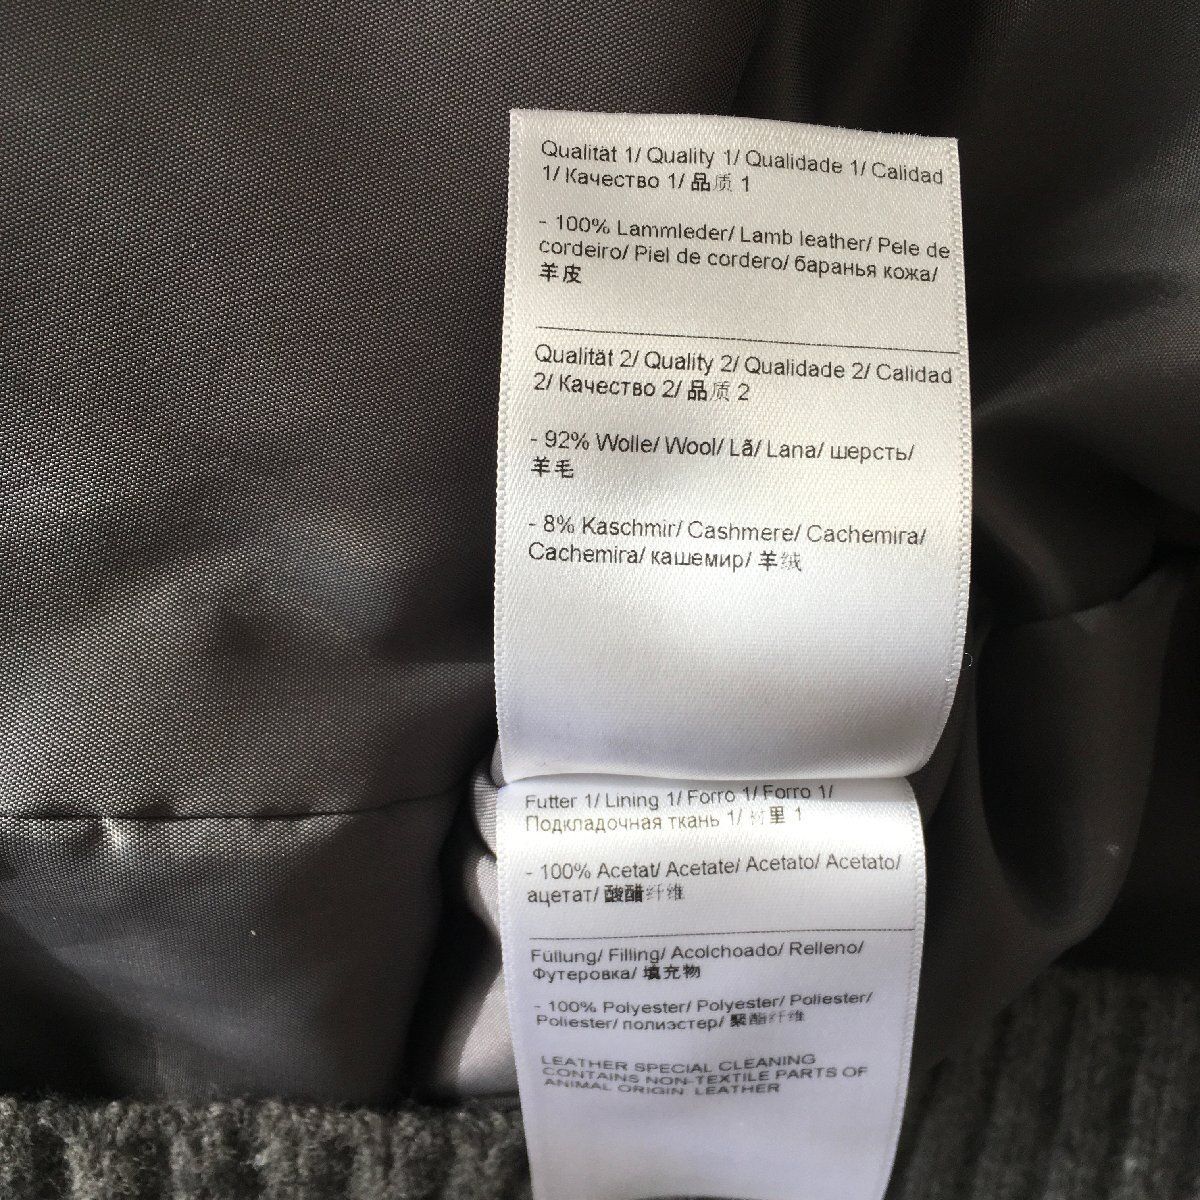 Qualität 1/ Quality 1/ Qualidade 1/ Calidad
1/ Качество 1/ 品质 1
- 100% Lammleder/ Lamb leather/ Pele de
cordeiro/ Piel de cordero/ баранья кожа/
羊皮
Qualität 2/ Quality 2/ Qualidade 2/ Calidad
2/ Качество 2/ 品质 2
- 92% Wolle/ Wool/ Lã/ Lana/ шерсть/
羊毛
- 8% Kaschmir/ Cashmere/ Cachemira/
Cachemira/ кашемир/ 羊绒
Futter 1/ Lining 1/ Forro 1/ Forro 1/
Подкладочная ткань 1/ 衬里 1
- 100% Acetat/ Acetate/ Acetato/ Acetato/
ацетат/ 酸醋纤维
Füllung/ Filling/ Acolchoado/ Relleno/
Футеровка/ 填充物
- 100% Polyester/ Polyester/ Poliester/
Poliester/ полиэстер/ 聚酯纤维
LEATHER SPECIAL CLEANING
CONTAINS NON-TEXTILE PARTS OF
ANIMAL ORIGIN LEATHER